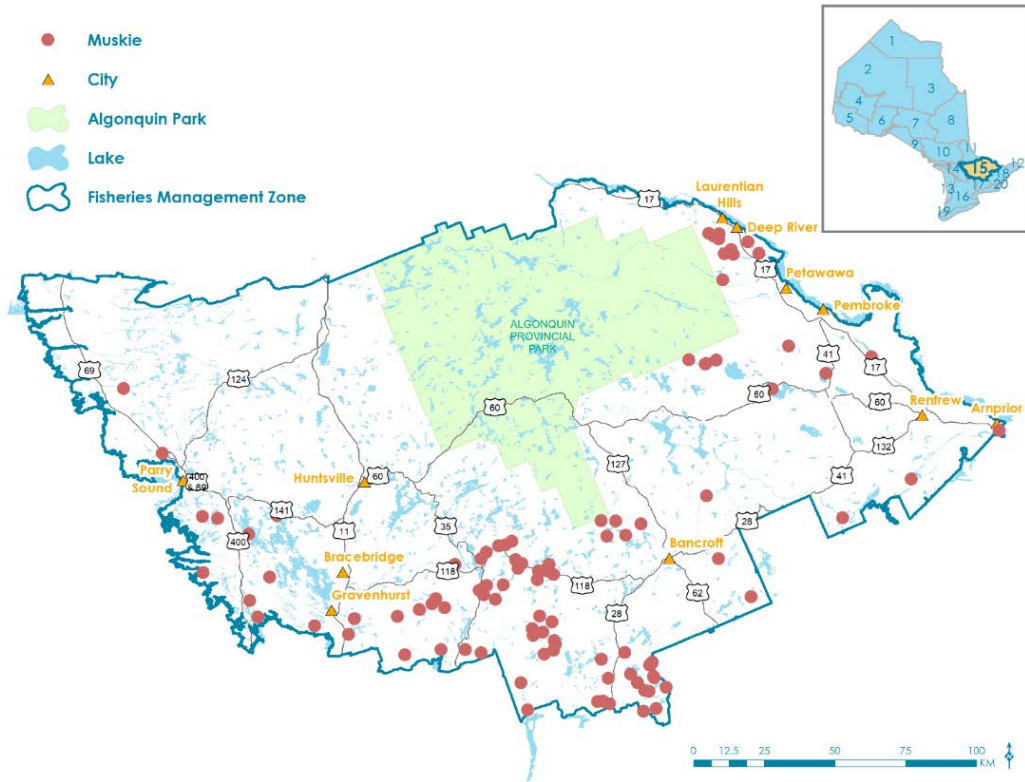 Muskie
City
Algonquin Park
Lake
Fisheries Management Zone
1
2
3
4
5
6
7
8
9
10
11
12
13
14
15
16
17
18
19
20
17
Laurentian
Hills
Deep River
17
Petawawa
Pembroke
ALGONQUIN
PROVINCIAL
PARK
69
124
41
17
60
60
60
Renfrew
Arnprior
132
127
41
Parry
Sound
400
& 69
Huntsville
60
141
11
35
400
28
Bancroft
Bracebridge
118
118
Gravenhurst
28
62
0
12.5
25
50
75
100
KM